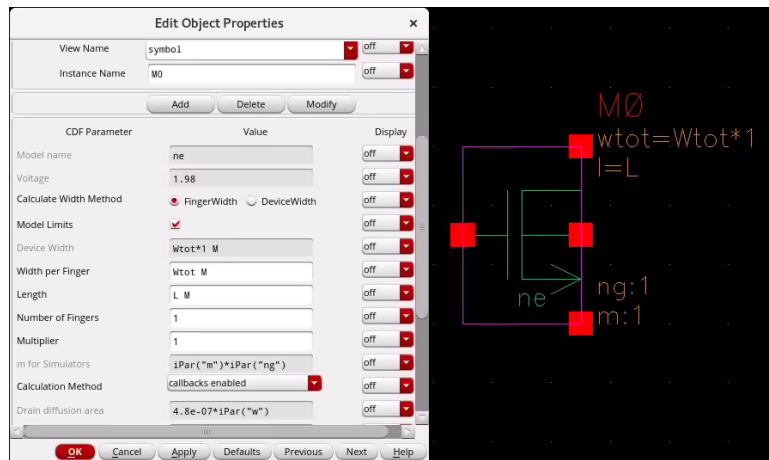 Edit Object Properties ×
View Name symbol off
Instance Name M0 off
Add Delete Modify
CDF Parameter Value Display
Model name ne off
Voltage 1.98 off
Calculate Width Method FingerWidth DeviceWidth off
Model Limits off
Device Width Wtot*1 M off
Width per Finger Wtot M off
Length L M off
Number of Fingers 1 off
Multiplier 1 off
m for Simulators iPar("m")*iPar("ng") off
Calculation Method callbacks enabled off
Drain diffusion area 4.8e-07*iPar("w") off
OK Cancel Apply Defaults Previous Next Help
M0
wtot=Wtot*1
l=L
ne
ng:1
m:1